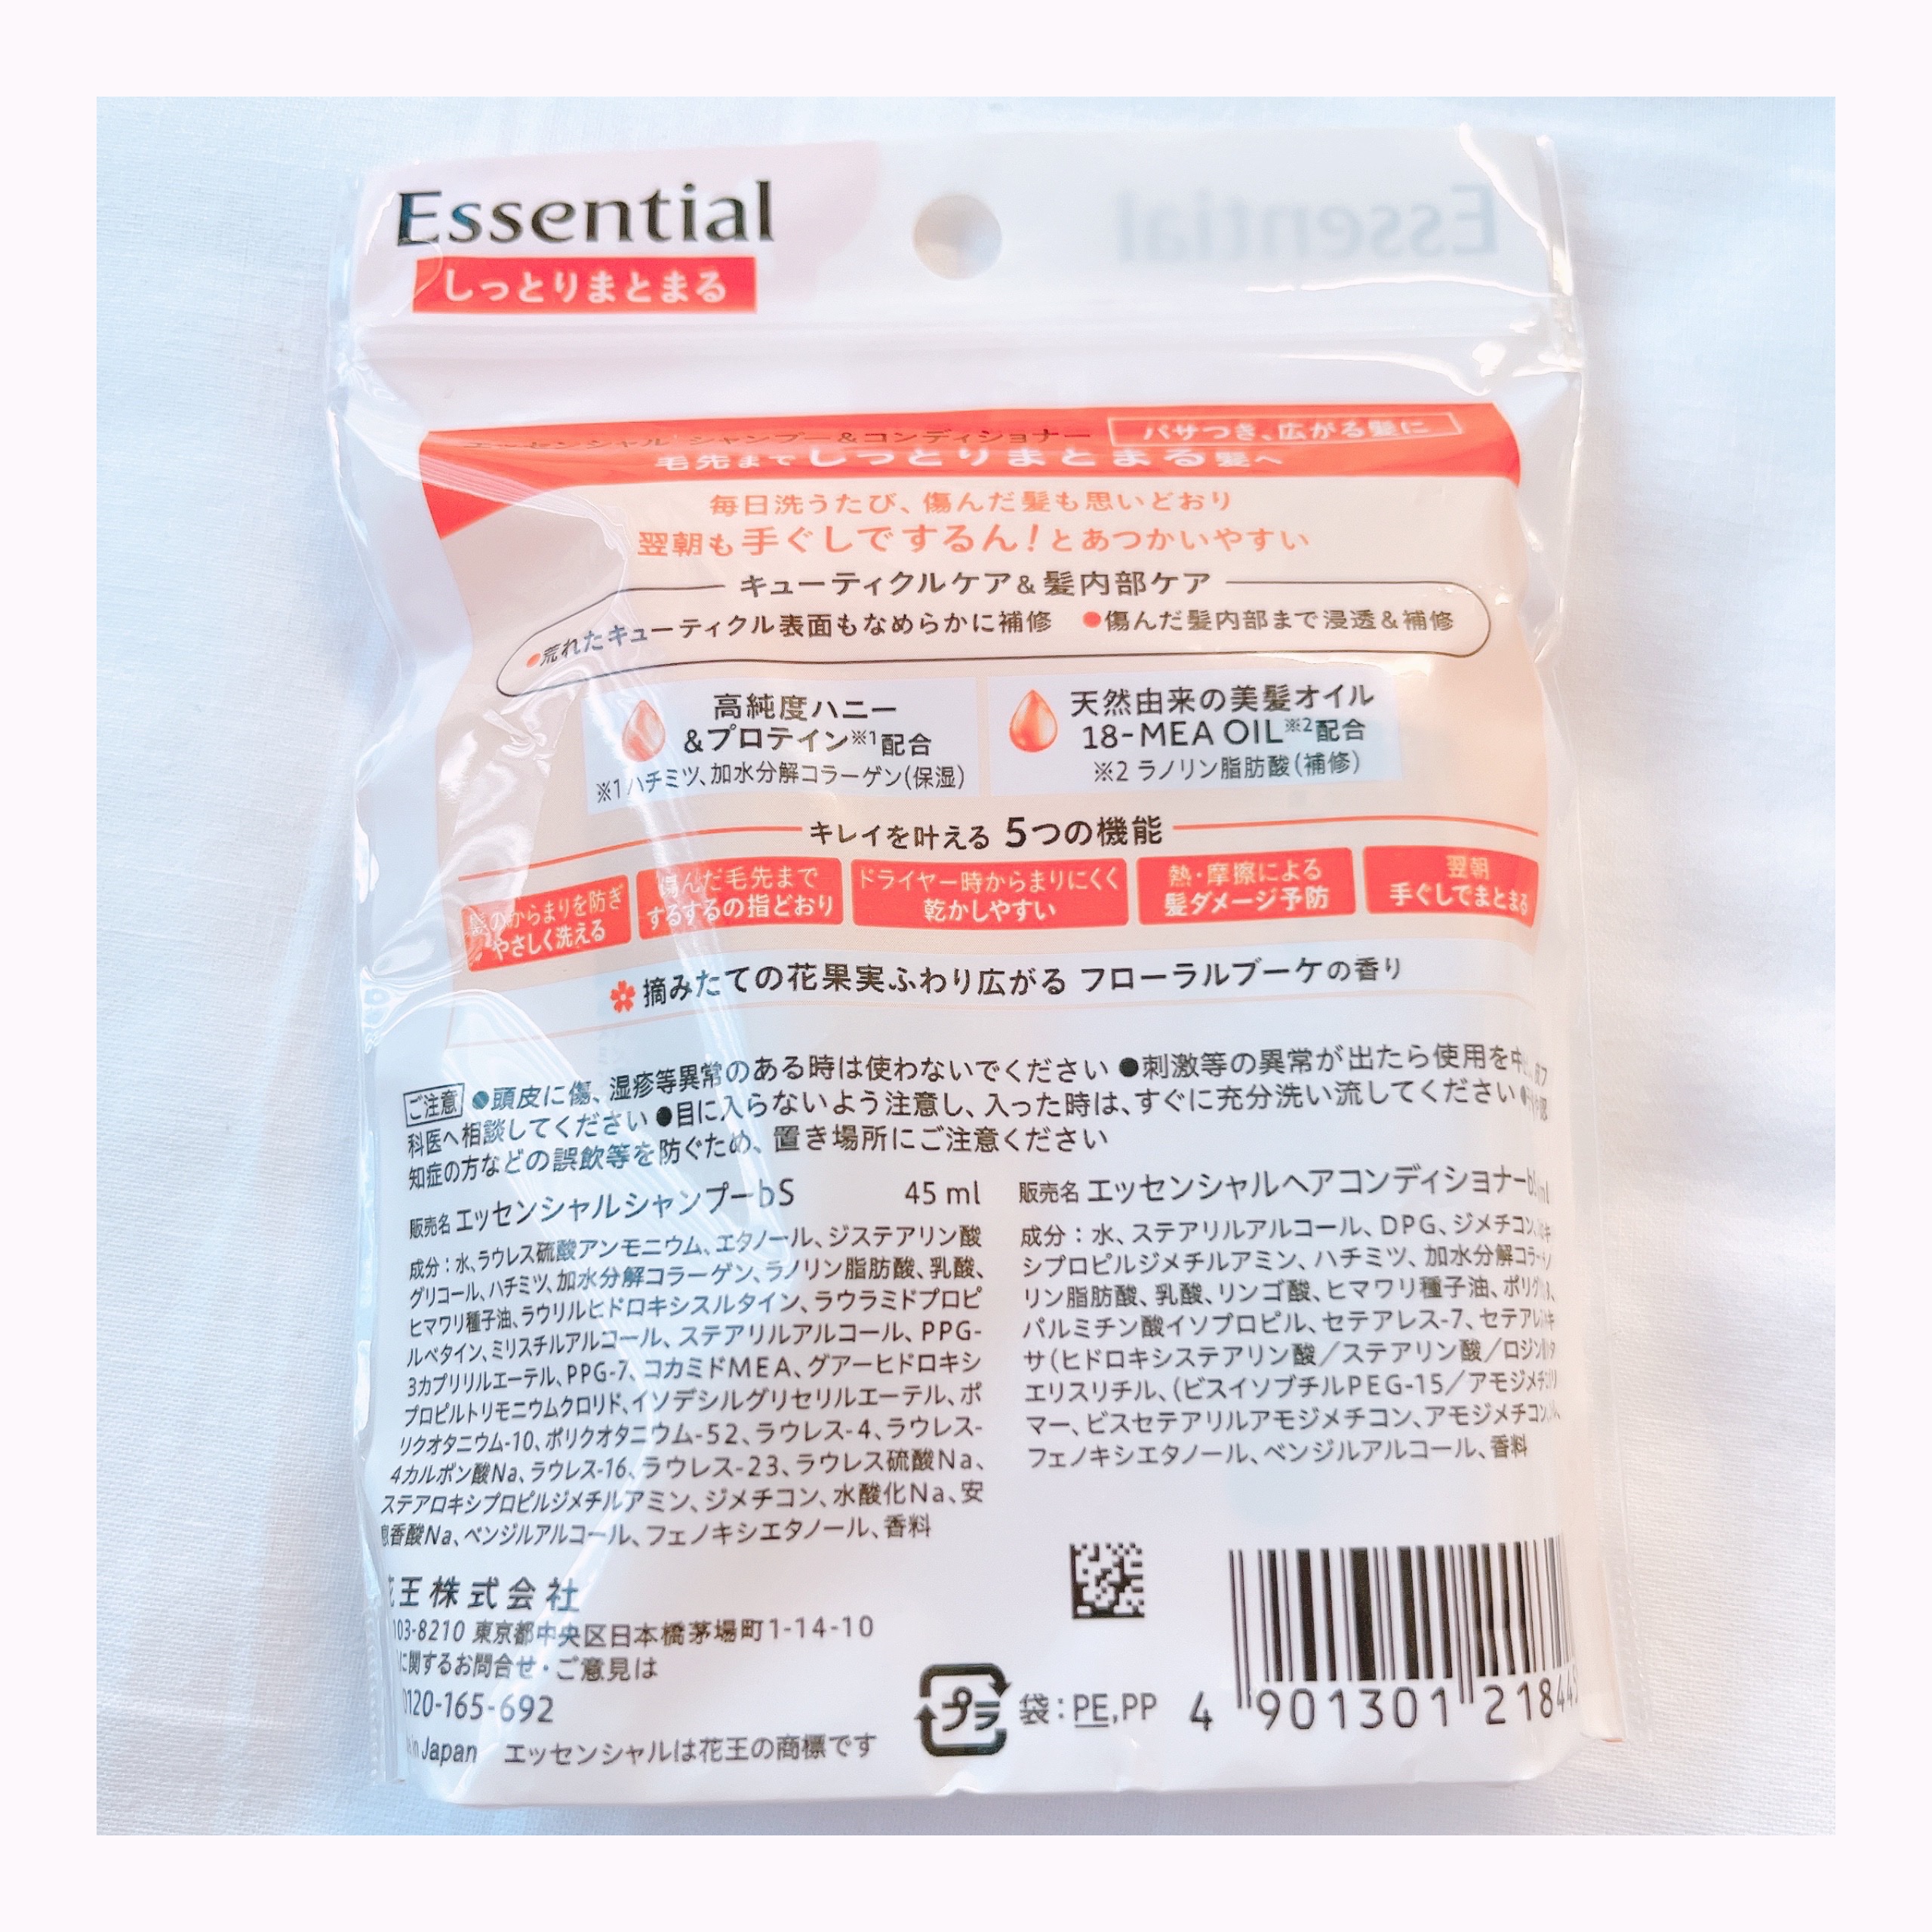 Essential
しっとりまとまる
エッセンシャル シャンプー&コンディショナー
パサつき、広がる髪に
毛先までしっとりまとまる髪へ
毎日洗うたび、傷んだ髪も思いどおり
翌朝も手ぐしでするん!とあつかいやすい
キューティクルケア&髪内部ケア
●荒れたキューティクル表面もなめらかに補修 ●傷んだ髪内部まで浸透&補修
高純度ハニー
&プロテイン※1配合
※1ハチミツ、加水分解コラーゲン(保湿)
天然由来の美髪オイル
18-MEA OIL※2配合
※2 ラノリン脂肪酸(補修)
キレイを叶える 5つの機能
髪のからまりを防ぎ
やさしく洗える
傷んだ毛先まで
するするの指どおり
ドライヤー時からまりにくく
乾かしやすい
熱・摩擦による
髪ダメージ予防
翌朝
手ぐしでまとまる
摘みたての花果実ふわり広がる フローラルブーケの香り
ご注意 ●頭皮に傷、湿疹等異常のある時は使わないでください ●刺激等の異常が出たら使用を中
科医へ相談してください ●目に入らないよう注意し、入った時は、すぐに充分洗い流してください
知症の方などの誤飲等を防ぐため、置き場所にご注意ください
販売名 エッセンシャルシャンプーbS 45 ml
成分:水、ラウレス硫酸アンモニウム、エタノール、ジステアリン酸
グリコール、ハチミツ、加水分解コラーゲン、ラノリン脂肪酸、乳酸、
ヒマワリ種子油、ラウリルヒドロキシスルタイン、ラウラミドプロピ
ルベタイン、ミリスチルアルコール、ステアリルアルコール、PPG-
3カプリリルエーテル、PPG-7、コカミドMEA、グアーヒドロキシ
プロピルトリモニウムクロリド、イソデシルグリセリルエーテル、ポ
リクオタニウム-10、ポリクオタニウム-52、ラウレス-4、ラウレス-
4カルボン酸Na、ラウレス-16、ラウレス-23、ラウレス硫酸Na、
ステアロキシプロピルジメチルアミン、ジメチコン、水酸化Na、安
息香酸Na、ベンジルアルコール、フェノキシエタノール、香料
販売名 エッセンシャルヘアコンディショナー
成分:水、ステアリルアルコール、DPG、ジメチコン、
シプロピルジメチルアミン、ハチミツ、加水分解コラー
リン脂肪酸、乳酸、リンゴ酸、ヒマワリ種子油、ポリ
パルミチン酸イソプロピル、セテアレス-7、セテアレ
サ(ヒドロキシステアリン酸/ステアリン酸/ロジン
エリスリチル、(ビスイソブチルPEG-15/アモジメチ
マー、ビスセテアリルアモジメチコン、アモジメチコン
フェノキシエタノール、ベンジルアルコール、香料
花王株式会社
103-8210 東京都中央区日本橋茅場町1-14-10
に関するお問合せ・ご意見は
0120-165-692
in Japan エッセンシャルは花王の商標です
プラ 袋:PE,PP
4 901301 21844